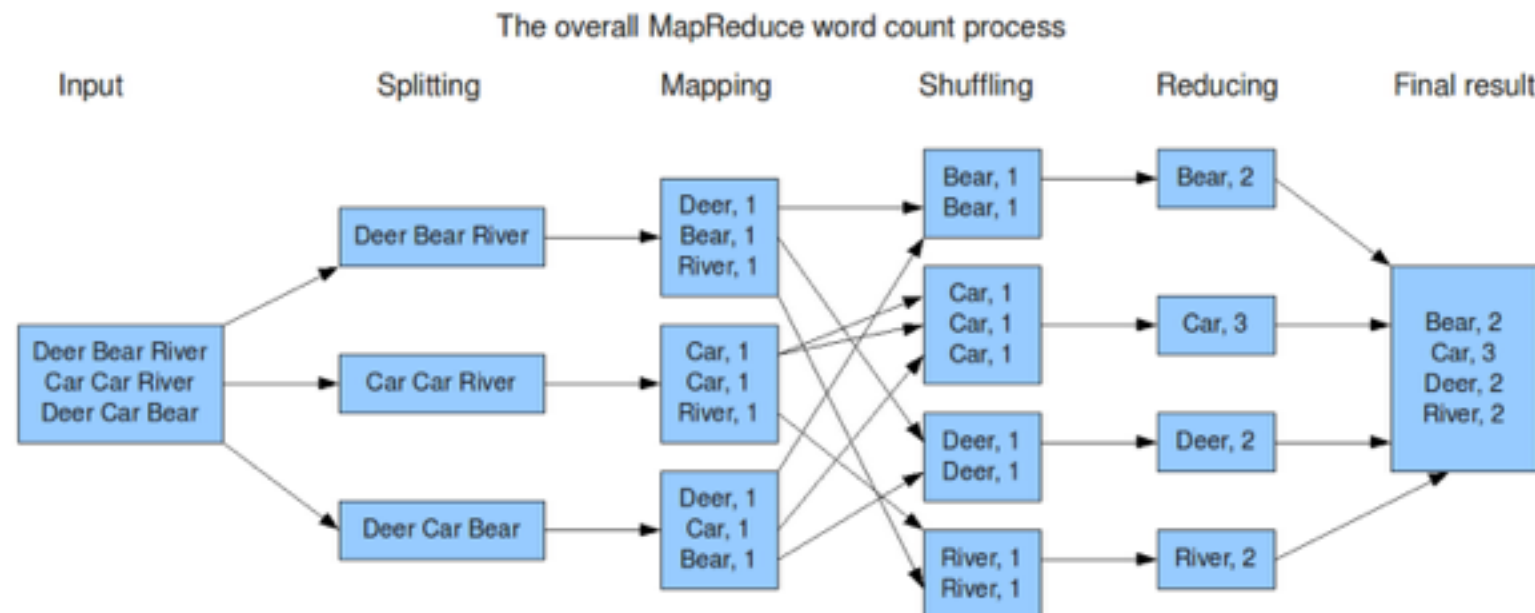 The overall MapReduce word count process
Input
Splitting
Mapping
Shuffling
Reducing
Final result
Deer Bear River
Car Car River
Deer Car Bear
Deer Bear River
Car Car River
Deer Car Bear
Deer, 1
Bear, 1
River, 1
Car, 1
Car, 1
River, 1
Deer, 1
Car, 1
Bear, 1
Bear, 1
Bear, 1
Car, 1
Car, 1
Car, 1
Deer, 1
Deer, 1
River, 1
River, 1
Bear, 2
Car, 3
Deer, 2
River, 2
Bear, 2
Car, 3
Deer, 2
River, 2